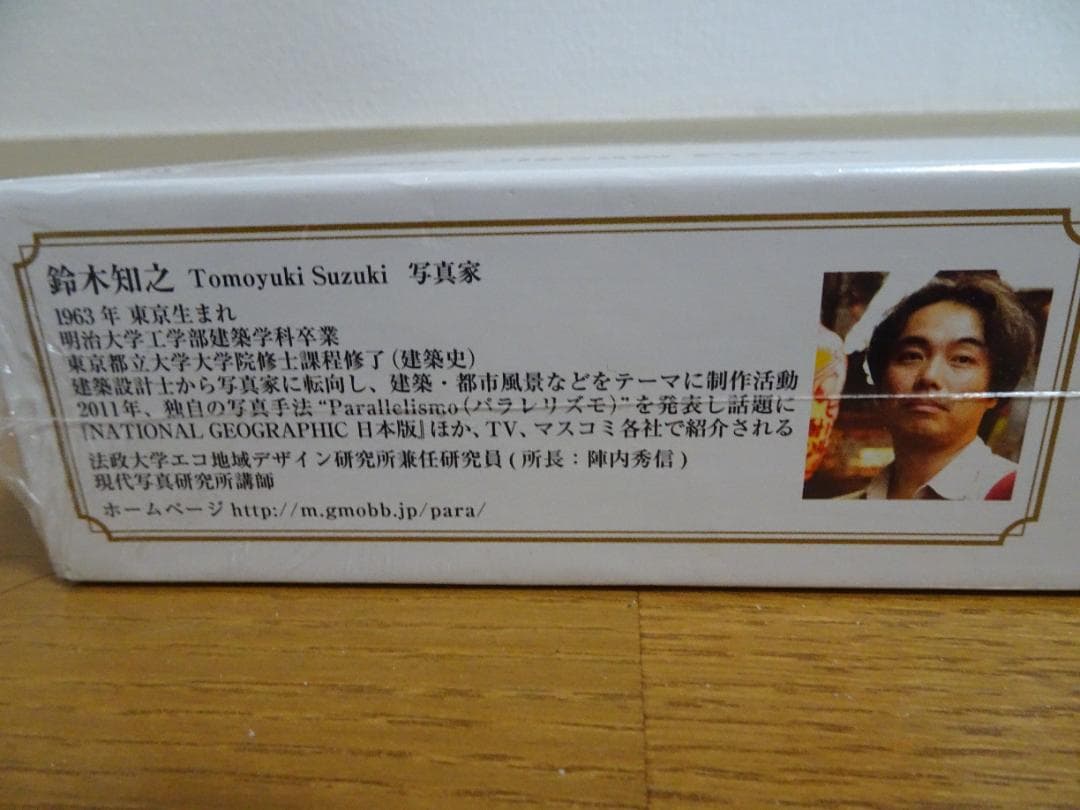 鈴木知之 Tomoyuki Suzuki 写真家
1963年 東京生まれ
明治大学工学部建築学科卒業
東京都立大学大学院修士課程修了(建築史)
建築設計士から写真家に転向し、建築・都市風景などをテーマに制作活動
2011年、独自の写真手法“Parallelismo(パラレリズモ)”を発表し話題に
『NATIONAL GEOGRAPHIC 日本版』ほか、TV、マスコミ各社で紹介される
法政大学エコ地域デザイン研究所兼任研究員(所長:陣内秀信)
現代写真研究所講師
ホームページ http://m.gmobb.jp/para/